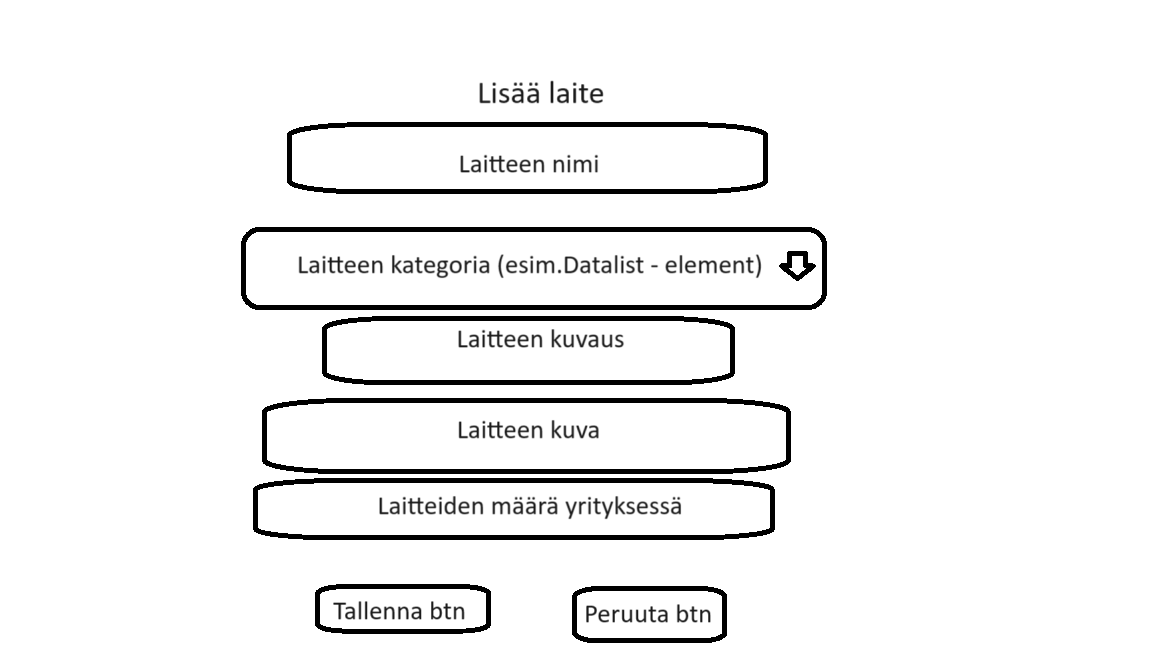 Lisää laite
Laitteen nimi
Laitteen kategoria (esim.Datalist - element)
Laitteen kuvaus
Laitteen kuva
Laitteiden määrä yrityksessä
Tallenna btn
Peruuta btn